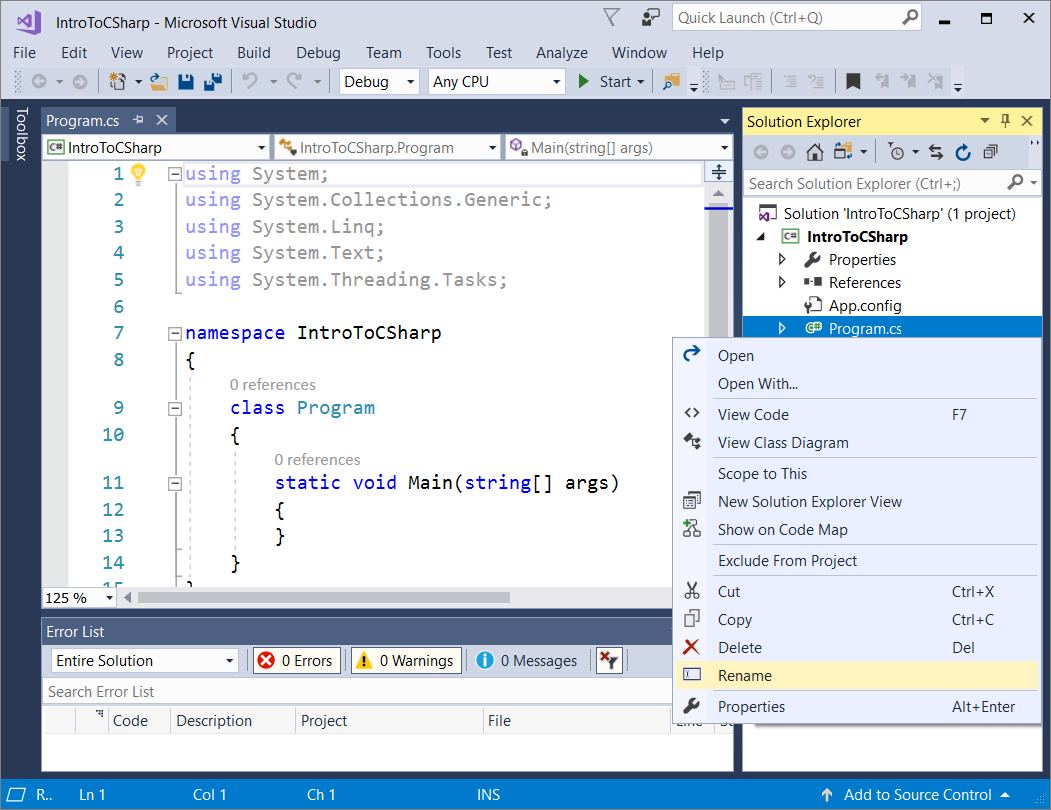 IntroToCSharp - Microsoft Visual Studio
Quick Launch (Ctrl+Q)
File Edit View Project Build Debug Team Tools Test Analyze Window Help
Debug Any CPU Start
Toolbox
Program.cs
C# IntroToCSharp IntroToCSharp.Program Main(string[] args)
1 using System;
2 using System.Collections.Generic;
3 using System.Linq;
4 using System.Text;
5 using System.Threading.Tasks;
6
7 namespace IntroToCSharp
8 {
0 references
9 class Program
10 {
0 references
11 static void Main(string[] args)
12 {
13 }
14 }
15 }
125 %
Solution Explorer
Search Solution Explorer (Ctrl+;)
Solution 'IntroToCSharp' (1 project)
C# IntroToCSharp
Properties
References
App.config
C# Program.cs
Open
Open With...
View Code F7
View Class Diagram
Scope to This
New Solution Explorer View
Show on Code Map
Exclude From Project
Cut Ctrl+X
Copy Ctrl+C
Delete Del
Rename
Properties Alt+Enter
Error List
Entire Solution 0 Errors 0 Warnings 0 Messages
Search Error List
Code Description Project File Line
R.. Ln 1 Col 1 Ch 1 INS Add to Source Control